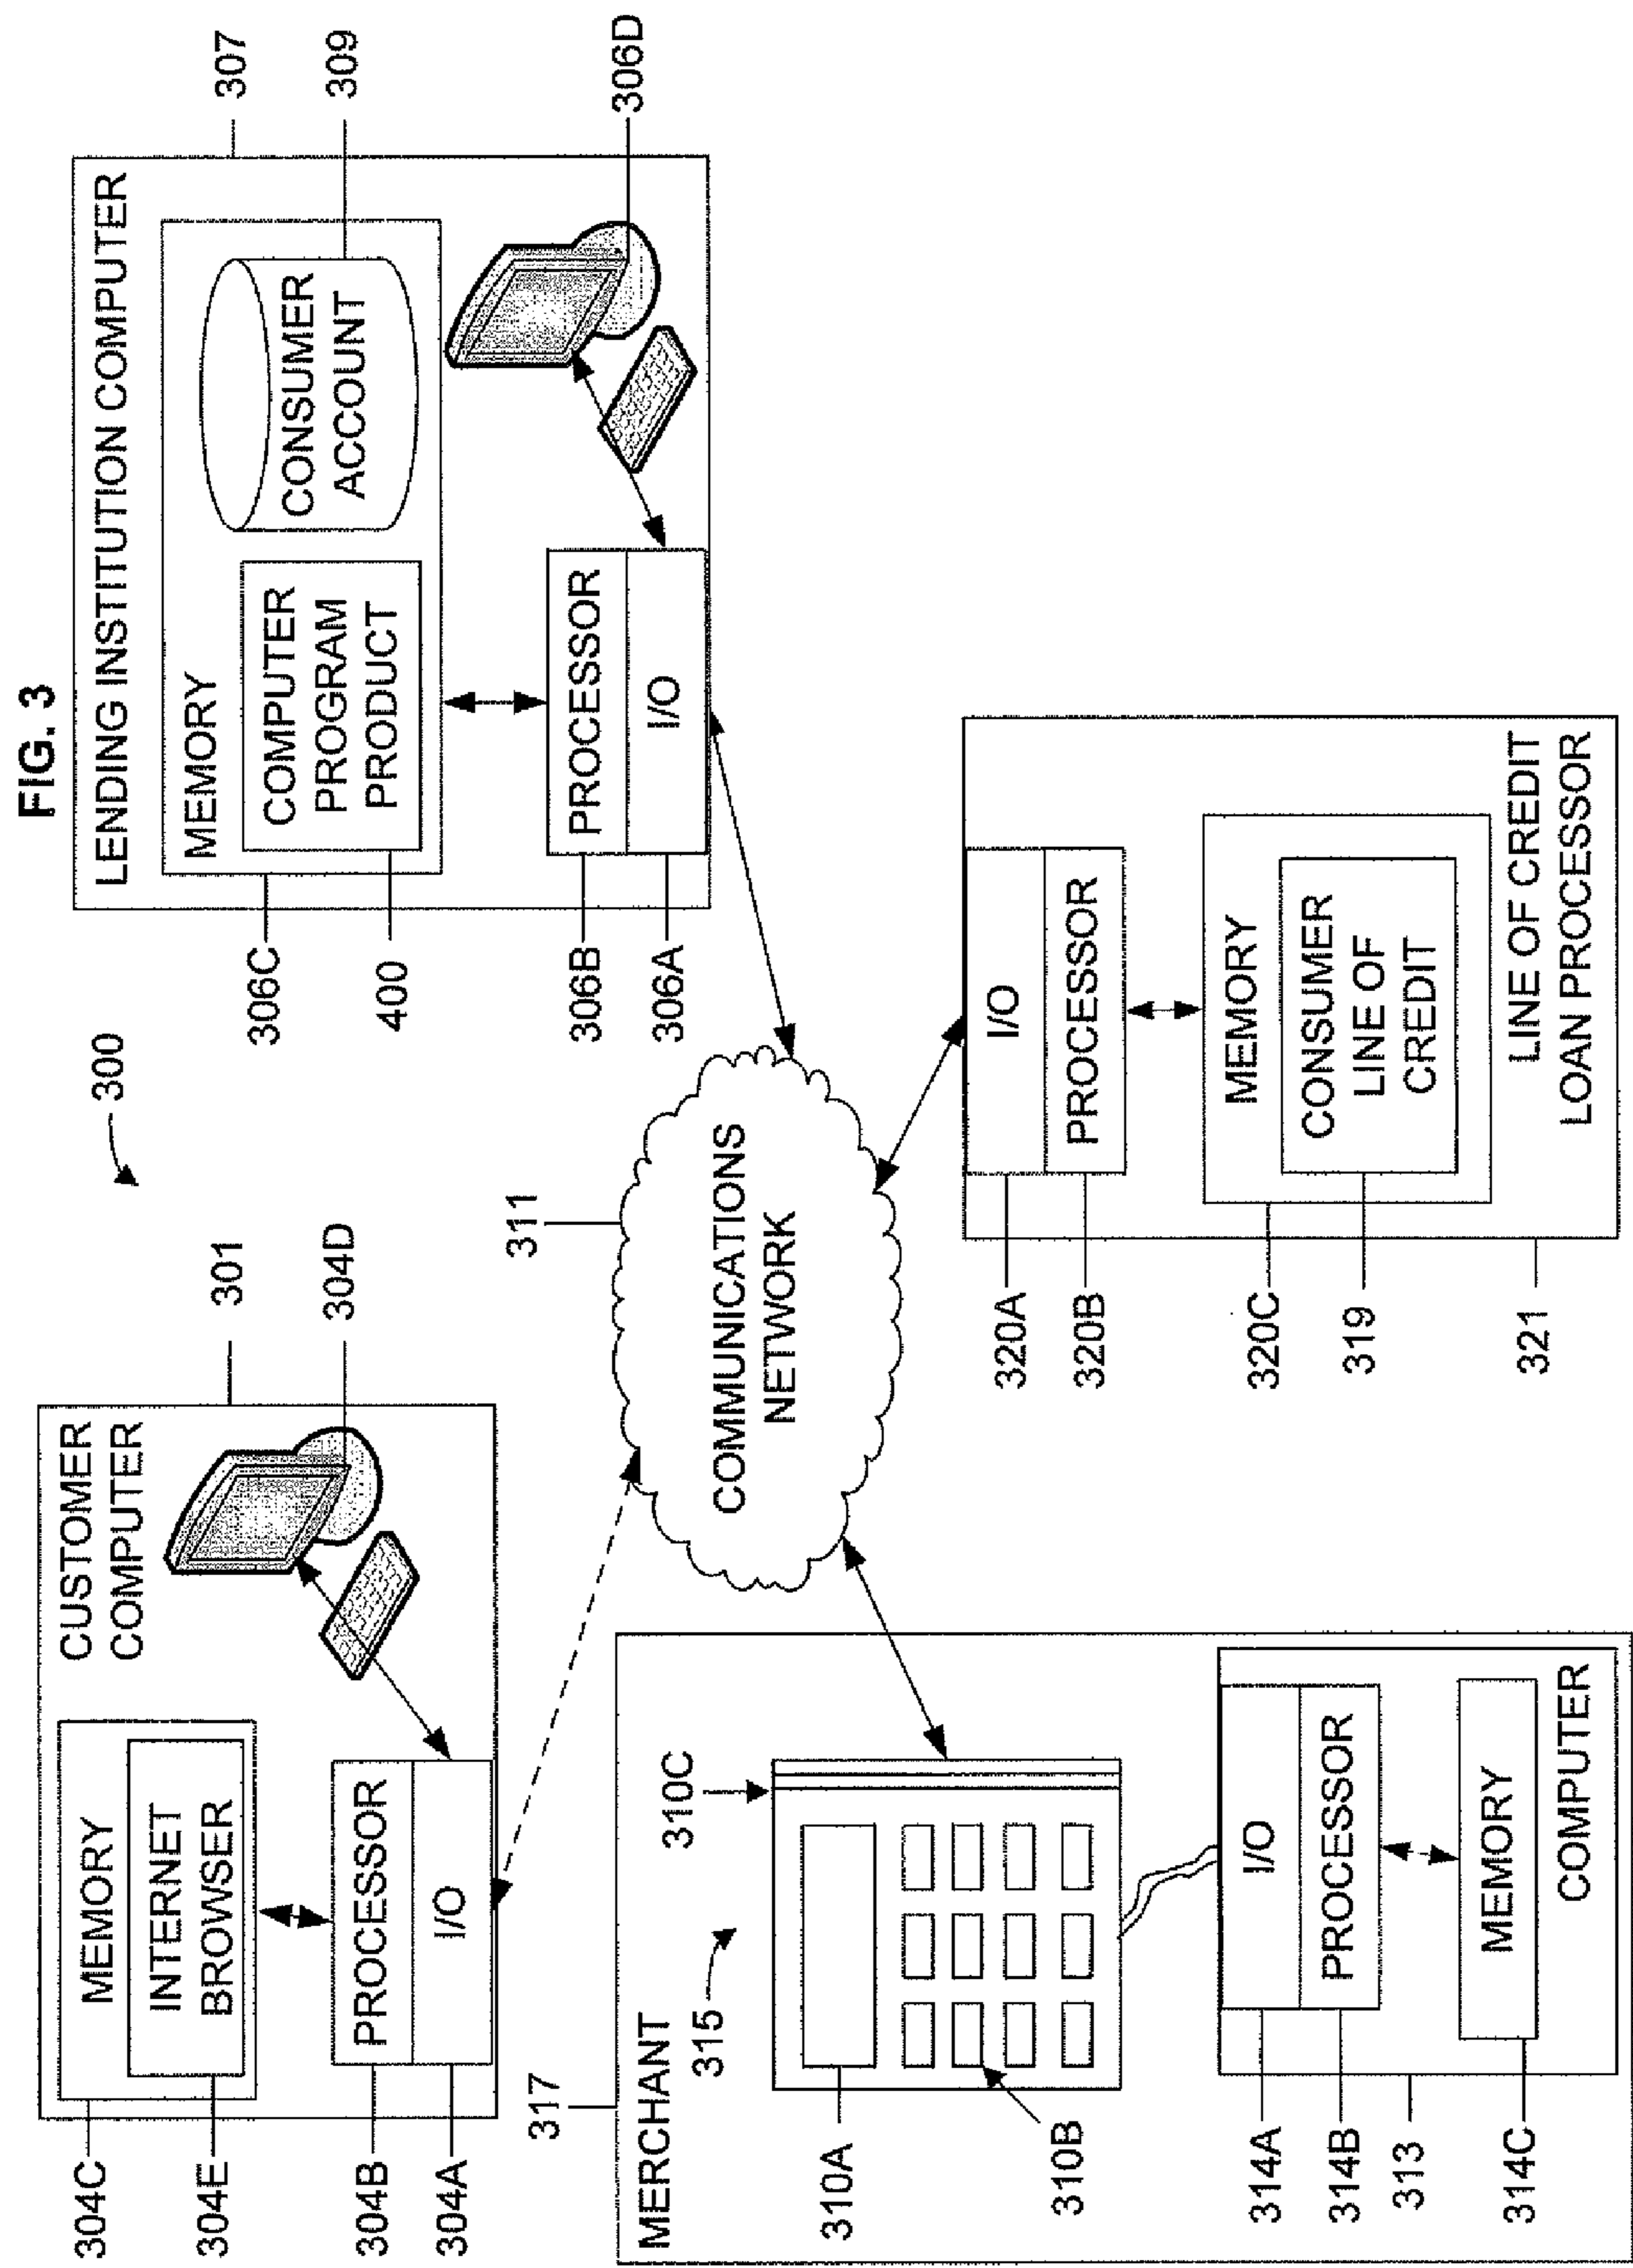 FIG. 3
300
CUSTOMER
COMPUTER
MEMORY
INTERNET
BROWSER
PROCESSOR
I/O
304C
304E
304B
304A
301
304D
LENDING INSTITUTION COMPUTER
MEMORY
COMPUTER
PROGRAM
PRODUCT
CONSUMER
ACCOUNT
PROCESSOR
I/O
306C
400
306B
306A
307
309
306D
311
COMMUNICATIONS
NETWORK
317
MERCHANT
315
310C
310A
310B
I/O
PROCESSOR
MEMORY
COMPUTER
314A
314B
313
314C
I/O
PROCESSOR
MEMORY
CONSUMER
LINE OF
CREDIT
LINE OF CREDIT
LOAN PROCESSOR
320A
320B
320C
319
321